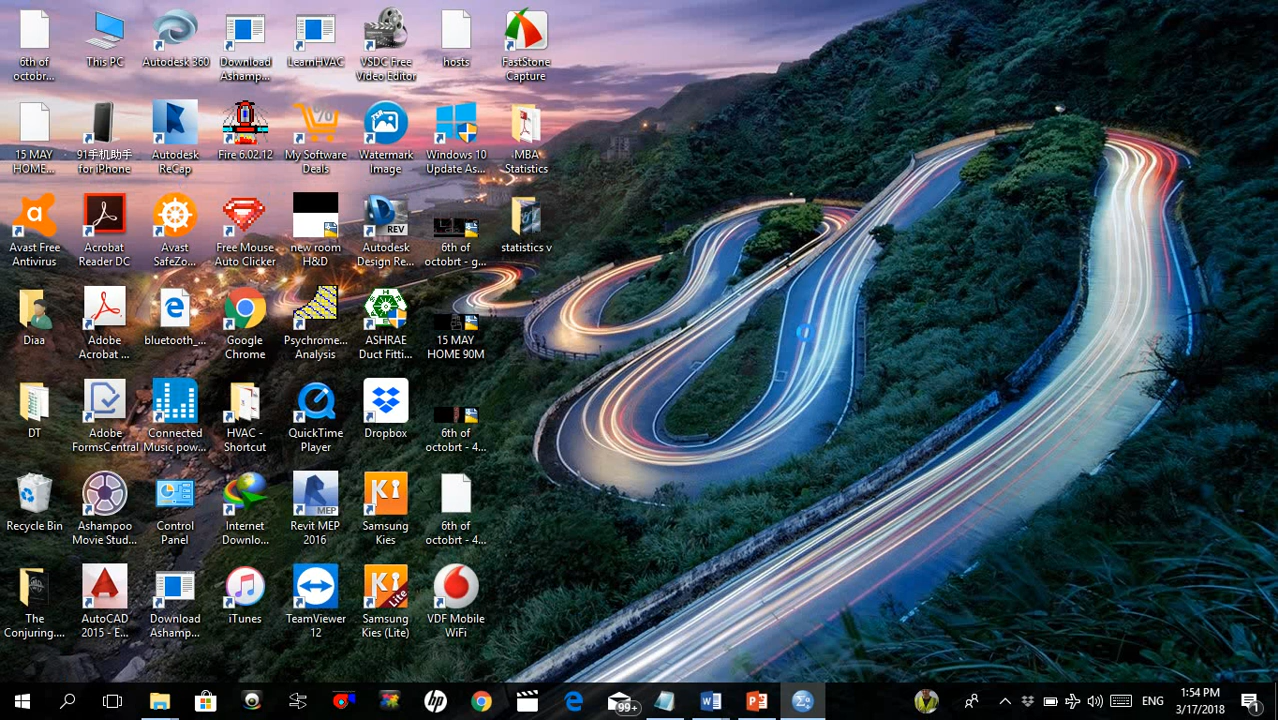 6th of
octobr...
This PC
Autodesk 360
Download
Ashamp...
LearnHVAC
VSDC Free
Video Editor
hosts
FastStone
Capture
15 MAY
HOME...
91手机助手
for iPhone
Autodesk
ReCap
Fire 6.02.12
My Software
Deals
Watermark
Image
Windows 10
Update As...
MBA
Statistics
Avast Free
Antivirus
Acrobat
Reader DC
Avast
SafeZo...
Free Mouse
Auto Clicker
new room
H&D
REV
Autodesk
Design Re...
6th of
octobrt - g...
statistics v
Diaa
Adobe
Acrobat ...
bluetooth_...
Google
Chrome
Psychrome...
Analysis
ASHRAE
Duct Fitti...
15 MAY
HOME 90M
DT
Adobe
FormsCentral
Connected
Music pow...
HVAC -
Shortcut
QuickTime
Player
Dropbox
6th of
octobrt - 4...
Recycle Bin
Ashampoo
Movie Stud...
Control
Panel
Internet
Downlo...
MEP
Revit MEP
2016
Ki
Samsung
Kies
6th of
octobrt - 4...
The
Conjuring....
AutoCAD
2015 - E...
Download
Ashamp...
iTunes
TeamViewer
12
Ki
Lite
Samsung
Kies (Lite)
VDF Mobile
WiFi
99+
ENG
1:54 PM
3/17/2018
1